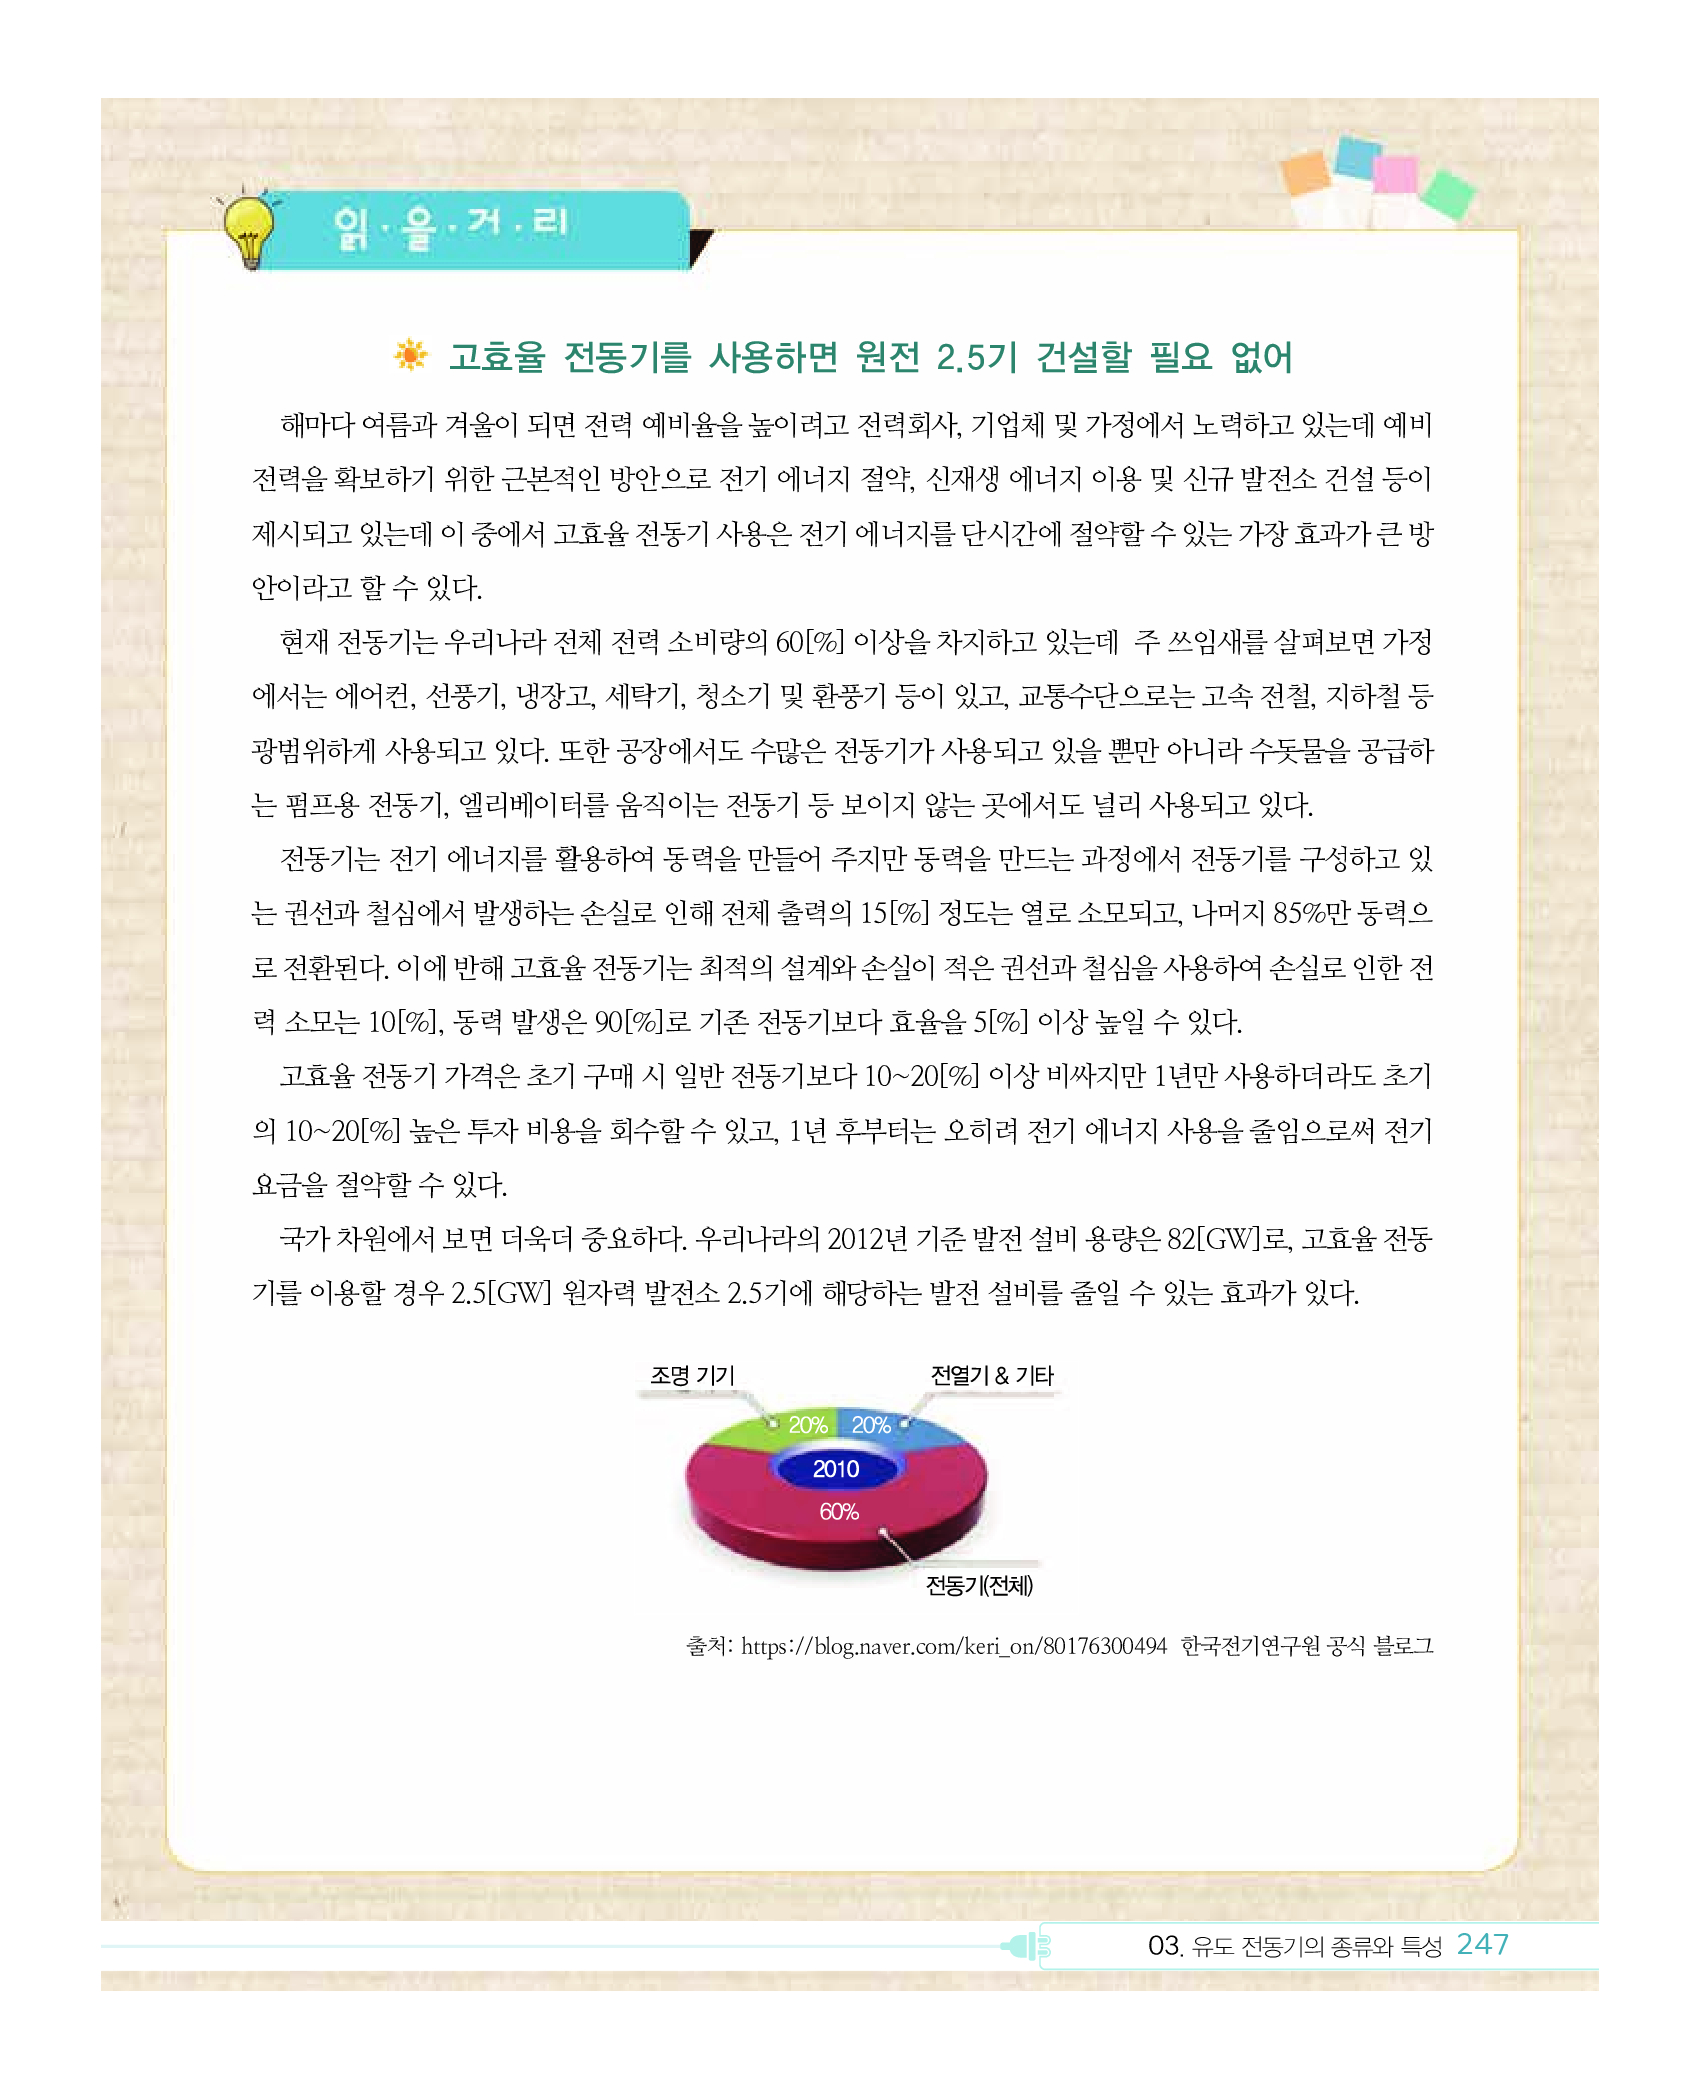 읽·을·거·리
고효율 전동기를 사용하면 원전 2.5기 건설할 필요 없어
해마다 여름과 겨울이 되면 전력 예비율을 높이려고 전력회사, 기업체 및 가정에서 노력하고 있는데 예비
전력을 확보하기 위한 근본적인 방안으로 전기 에너지 절약, 신재생 에너지 이용 및 신규 발전소 건설 등이
제시되고 있는데 이 중에서 고효율 전동기 사용은 전기 에너지를 단시간에 절약할 수 있는 가장 효과가 큰 방
안이라고 할 수 있다.
현재 전동기는 우리나라 전체 전력 소비량의 60[%] 이상을 차지하고 있는데 주 쓰임새를 살펴보면 가정
에서는 에어컨, 선풍기, 냉장고, 세탁기, 청소기 및 환풍기 등이 있고, 교통수단으로는 고속 전철, 지하철 등
광범위하게 사용되고 있다. 또한 공장에서도 수많은 전동기가 사용되고 있을 뿐만 아니라 수돗물을 공급하
는 펌프용 전동기, 엘리베이터를 움직이는 전동기 등 보이지 않는 곳에서도 널리 사용되고 있다.
전동기는 전기 에너지를 활용하여 동력을 만들어 주지만 동력을 만드는 과정에서 전동기를 구성하고 있
는 권선과 철심에서 발생하는 손실로 인해 전체 출력의 15[%] 정도는 열로 소모되고, 나머지 85%만 동력으
로 전환된다. 이에 반해 고효율 전동기는 최적의 설계와 손실이 적은 권선과 철심을 사용하여 손실로 인한 전
력 소모는 10[%], 동력 발생은 90[%]로 기존 전동기보다 효율을 5[%] 이상 높일 수 있다.
고효율 전동기 가격은 초기 구매 시 일반 전동기보다 10~20[%] 이상 비싸지만 1년만 사용하더라도 초기
의 10~20[%] 높은 투자 비용을 회수할 수 있고, 1년 후부터는 오히려 전기 에너지 사용을 줄임으로써 전기
요금을 절약할 수 있다.
국가 차원에서 보면 더욱더 중요하다. 우리나라의 2012년 기준 발전 설비 용량은 82[GW]로, 고효율 전동
기를 이용할 경우 2.5[GW] 원자력 발전소 2.5기에 해당하는 발전 설비를 줄일 수 있는 효과가 있다.
조명 기기
전열기 & 기타
20%
20%
2010
60%
전동기(전체)
출처: https://blog.naver.com/keri_on/80176300494 한국전기연구원 공식 블로그
03. 유도 전동기의 종류와 특성 247